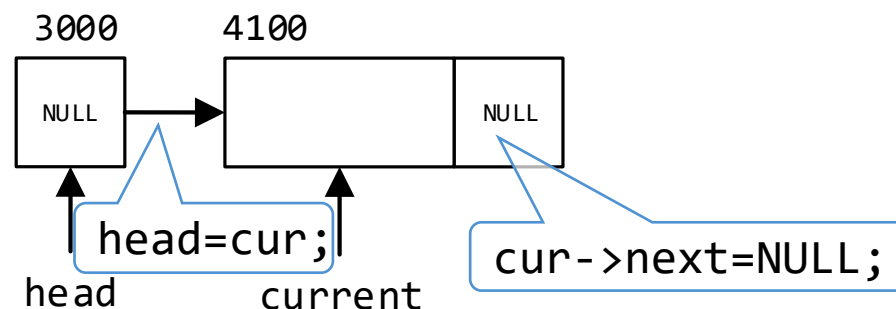 3000 4100
NULL NULL
head=cur;
cur->next=NULL;
head current